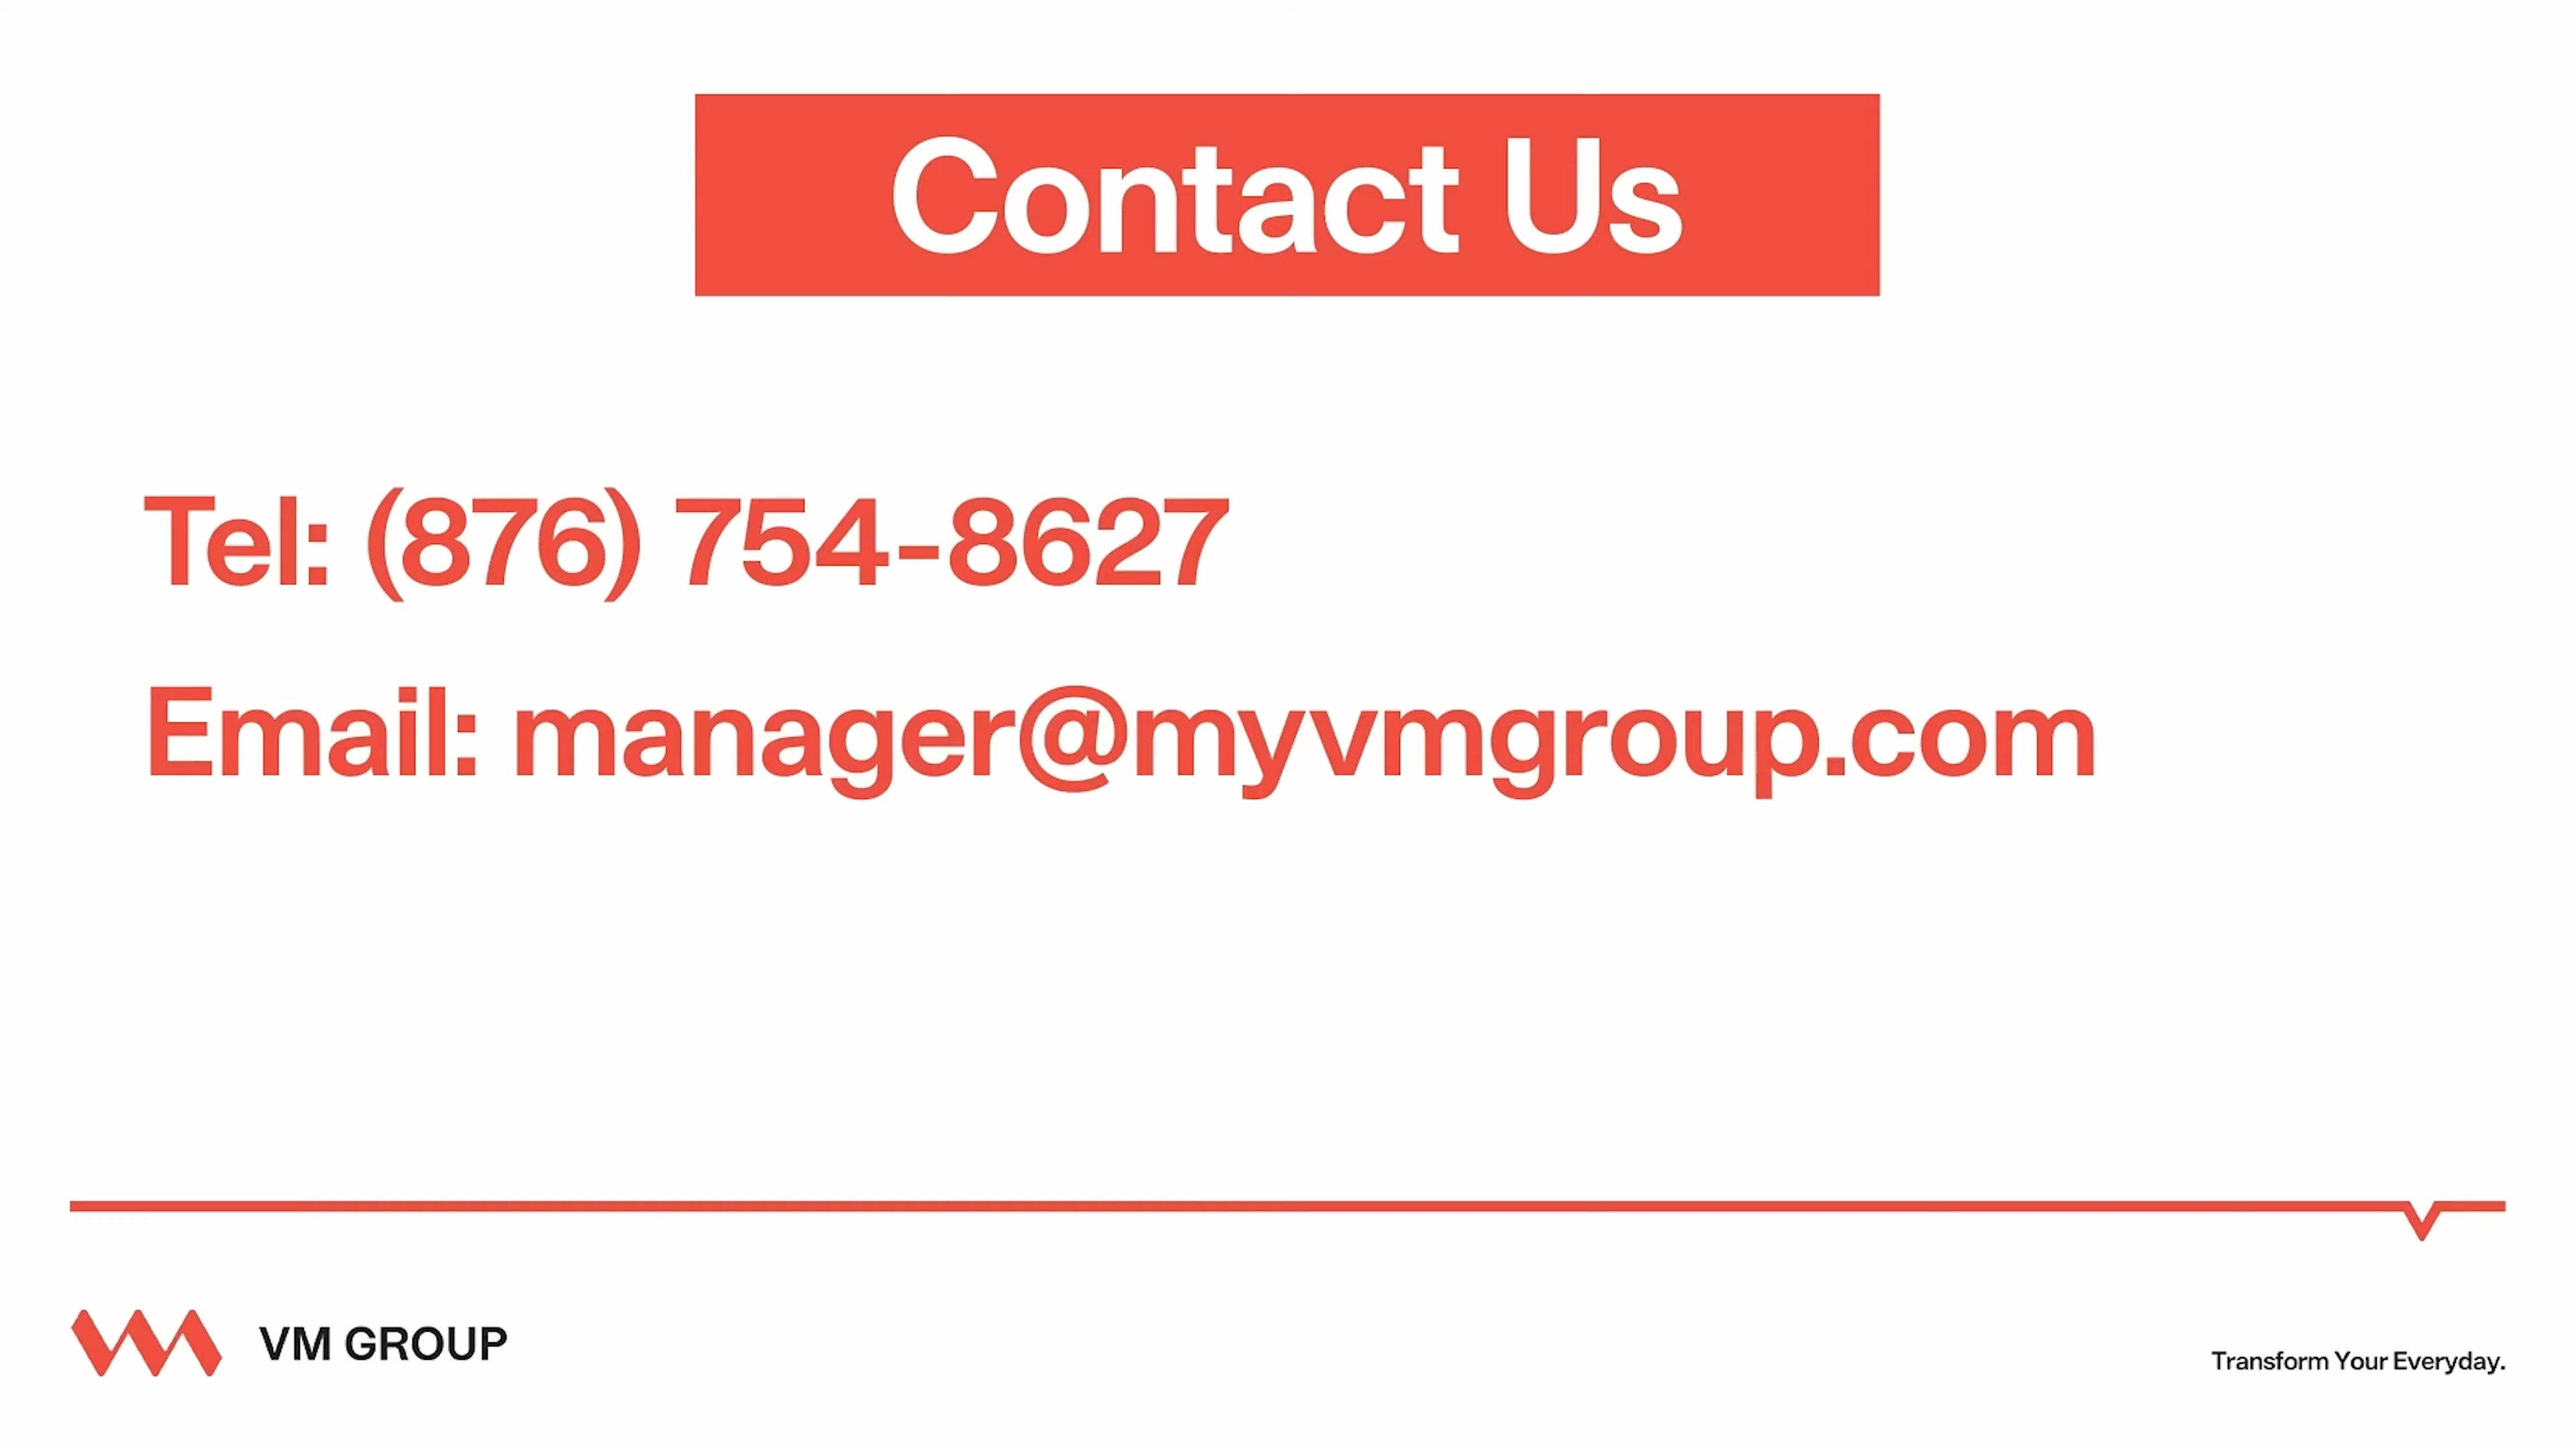 Contact Us
Tel: (876) 754-8627
Email: manager@myvmgroup.com
VM GROUP
Transform Your Everyday.